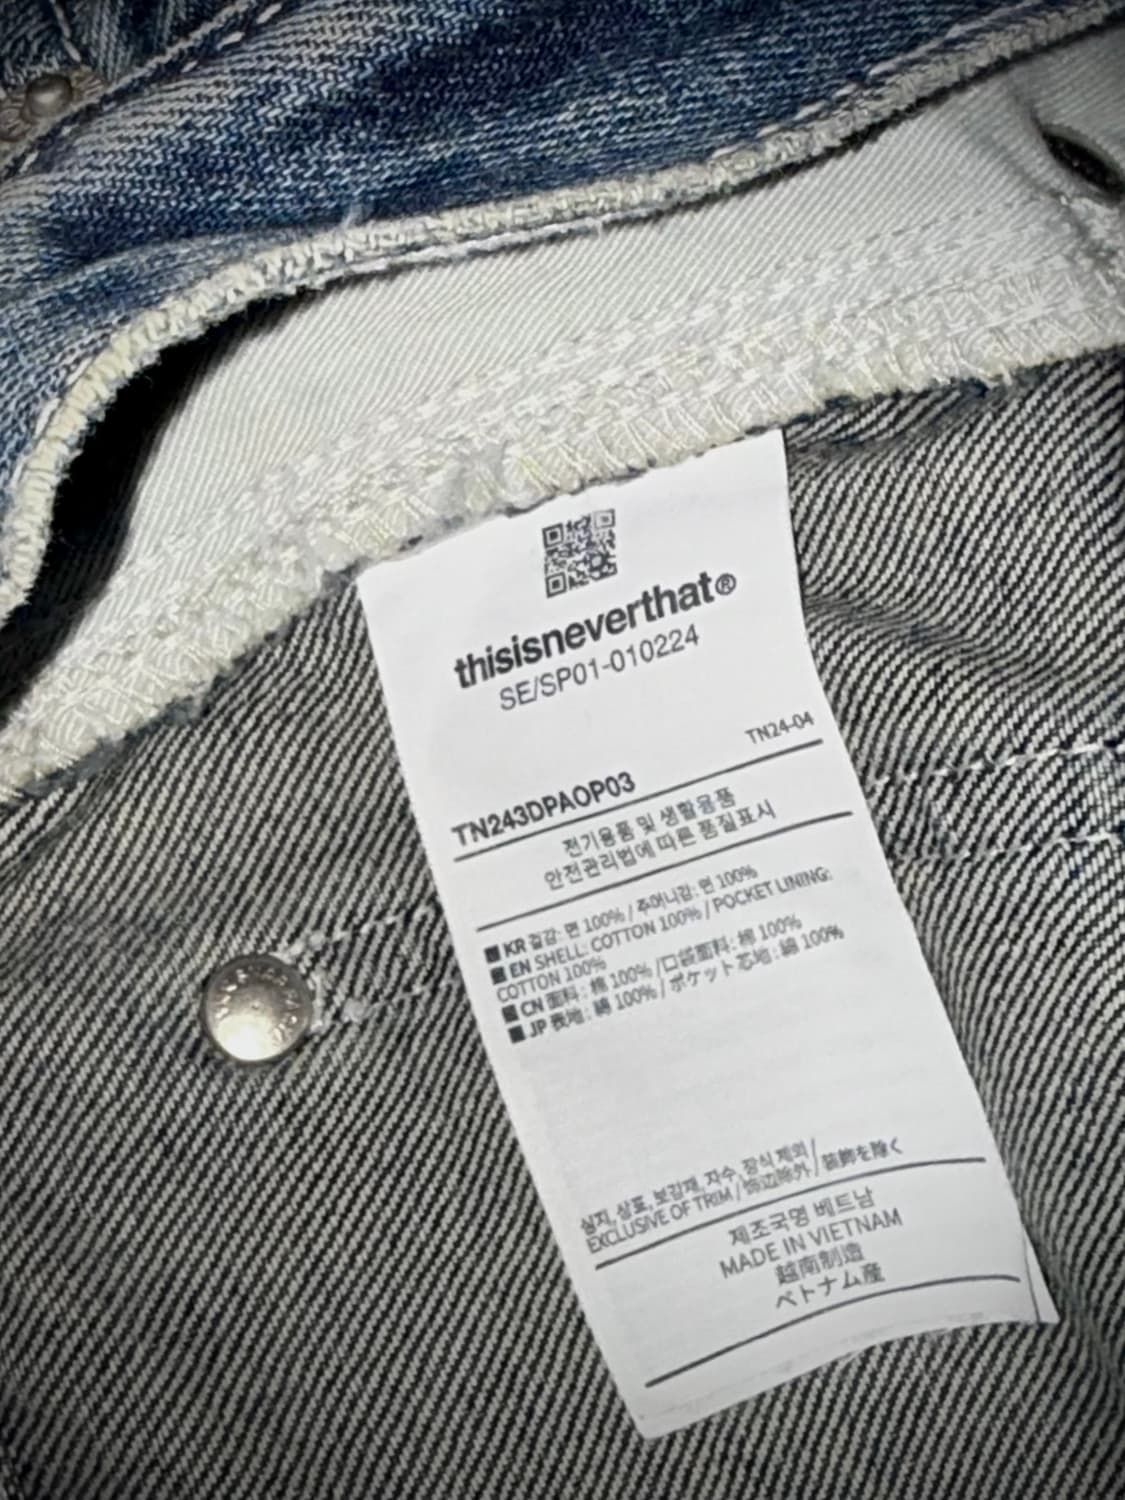 thisisneverthat®
SE/SP01-010224
TN24-04
TN243DPAOP03
전기용품 및 생활용품
안전관리법에 따른 품질표시
■ KR 겉감: 면 100% / 주머니감: 면 100%
■ EN SHELL: COTTON 100% / POCKET LINING:
COTTON 100%
■ CN 面料: 棉 100% /口袋面料: 棉 100%
■ JP 表地: 綿 100% / ポケット芯地: 綿 100%
실지, 상표, 보강재, 자수, 장식 제외 /
EXCLUSIVE OF TRIM / 饰边除外 / 装飾を除く
제조국명 베트남
MADE IN VIETNAM
越南制造
ベトナム産